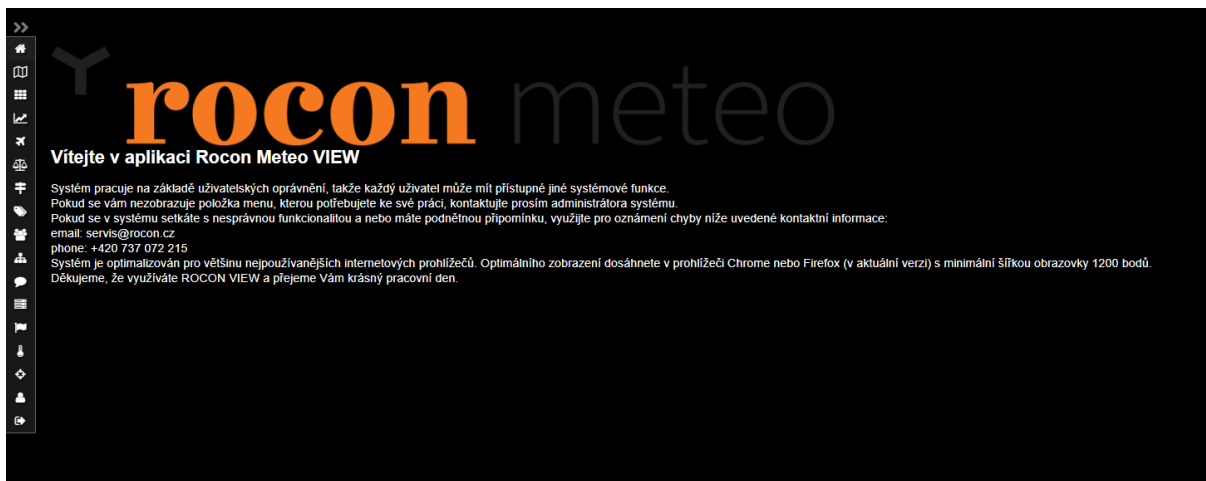 rocon meteo
Vítejte v aplikaci Rocon Meteo VIEW
Systém pracuje na základě uživatelských oprávnění, takže každý uživatel může mít přístupné jiné systémové funkce.
Pokud se vám nezobrazuje položka menu, kterou potřebujete ke své práci, kontaktujte prosím administrátora systému.
Pokud se v systému setkáte s nesprávnou funkcionalitou a nebo máte podnětnou připomínku, využijte pro oznámení chyby níže uvedené kontaktní informace:
email: servis@rocon.cz
phone: +420 737 072 215
Systém je optimalizován pro většinu nejpoužívanějších internetových prohlížečů. Optimálního zobrazení dosáhnete v prohlížeči Chrome nebo Firefox (v aktuální verzi) s minimální šířkou obrazovky 1200 bodů.
Děkujeme, že využíváte ROCON VIEW a přejeme Vám krásný pracovní den.